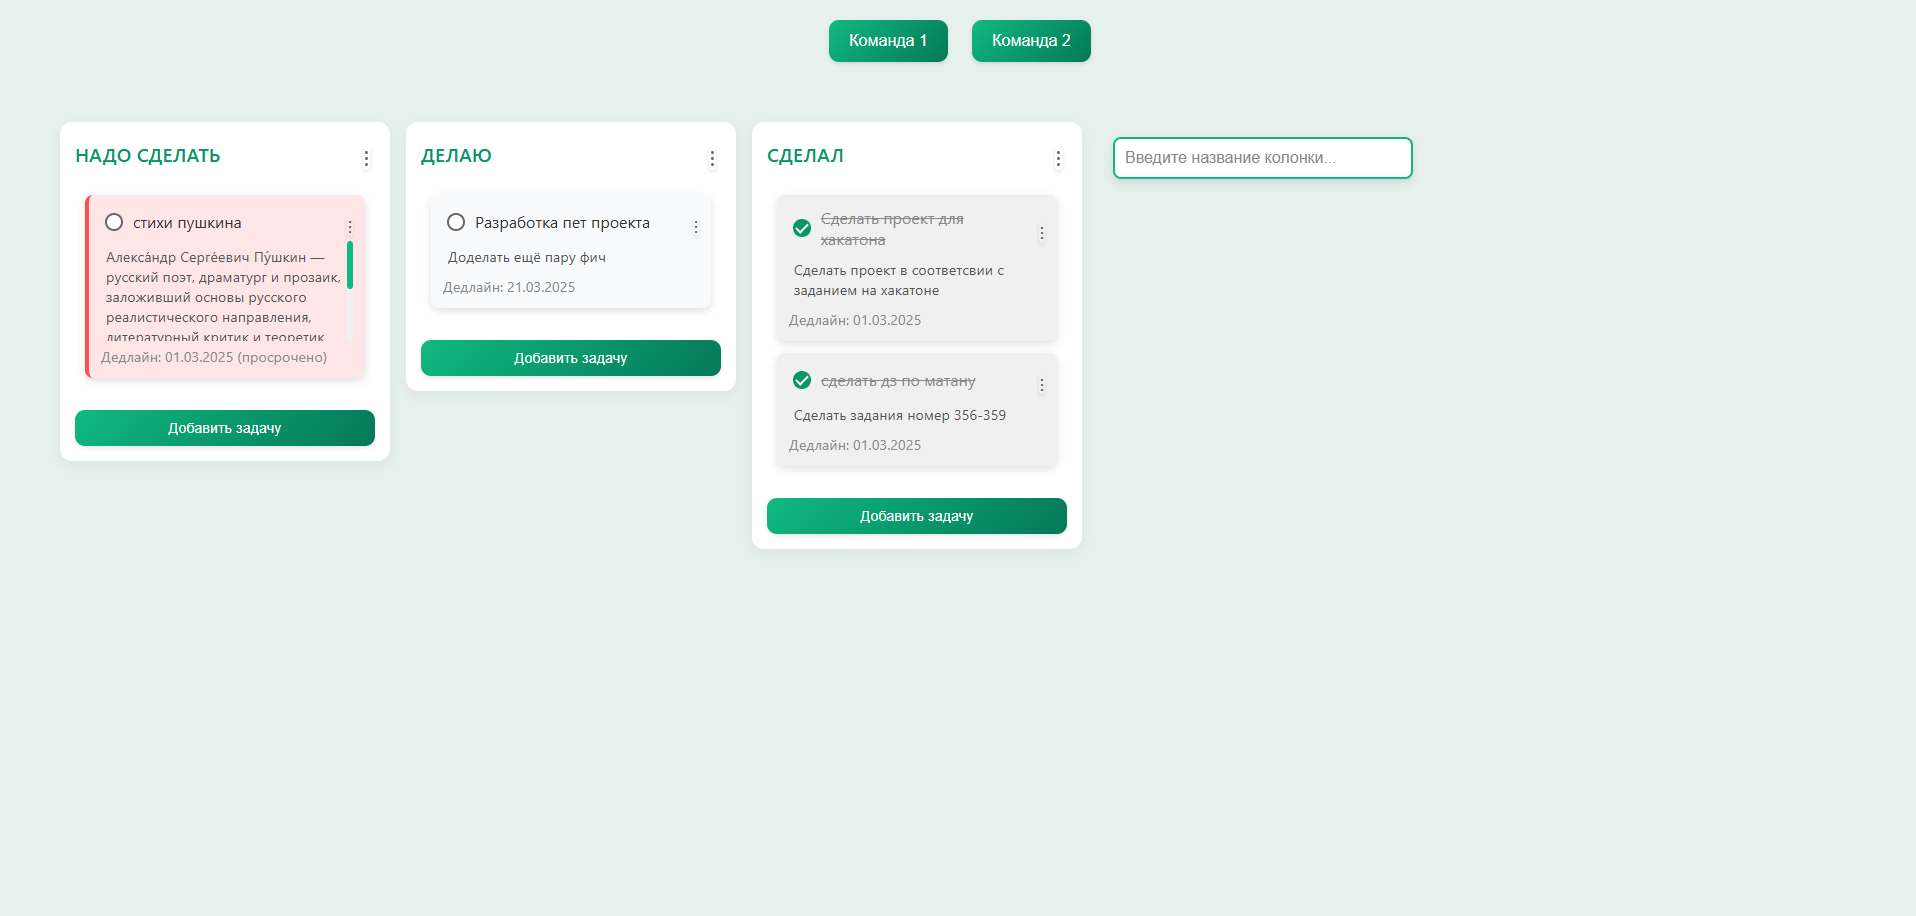 Команда 1
Команда 2
НАДО СДЕЛАТЬ
стихи пушкина
Алекса́ндр Серге́евич Пу́шкин —
русский поэт, драматург и прозаик,
заложивший основы русского
реалистического направления,
литературный критик и теоретик
Дедлайн: 01.03.2025 (просрочено)
Добавить задачу
ДЕЛАЮ
Разработка пет проекта
Доделать ещё пару фич
Дедлайн: 21.03.2025
Добавить задачу
СДЕЛАЛ
Сделать проект для
хакатона
Сделать проект в соответсвии с
заданием на хакатоне
Дедлайн: 01.03.2025
сделать дз по матану
Сделать задания номер 356-359
Дедлайн: 01.03.2025
Добавить задачу
Введите название колонки...